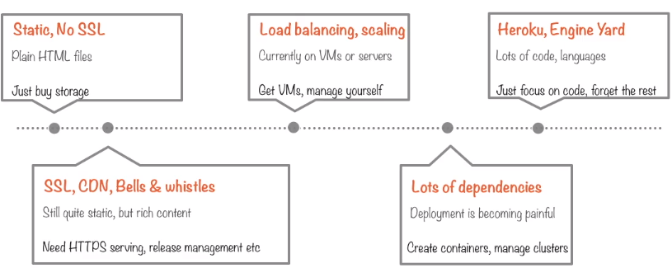 Static, No SSL
Plain HTML files
Just buy storage
Load balancing, scaling
Currently on VMs or servers
Get VMs, manage yourself
Heroku, Engine Yard
Lots of code, languages
Just focus on code, forget the rest
SSL, CDN, Bells & whistles
Still quite static, but rich content
Need HTTPS serving, release management etc
Lots of dependencies
Deployment is becoming painful
Create containers, manage clusters